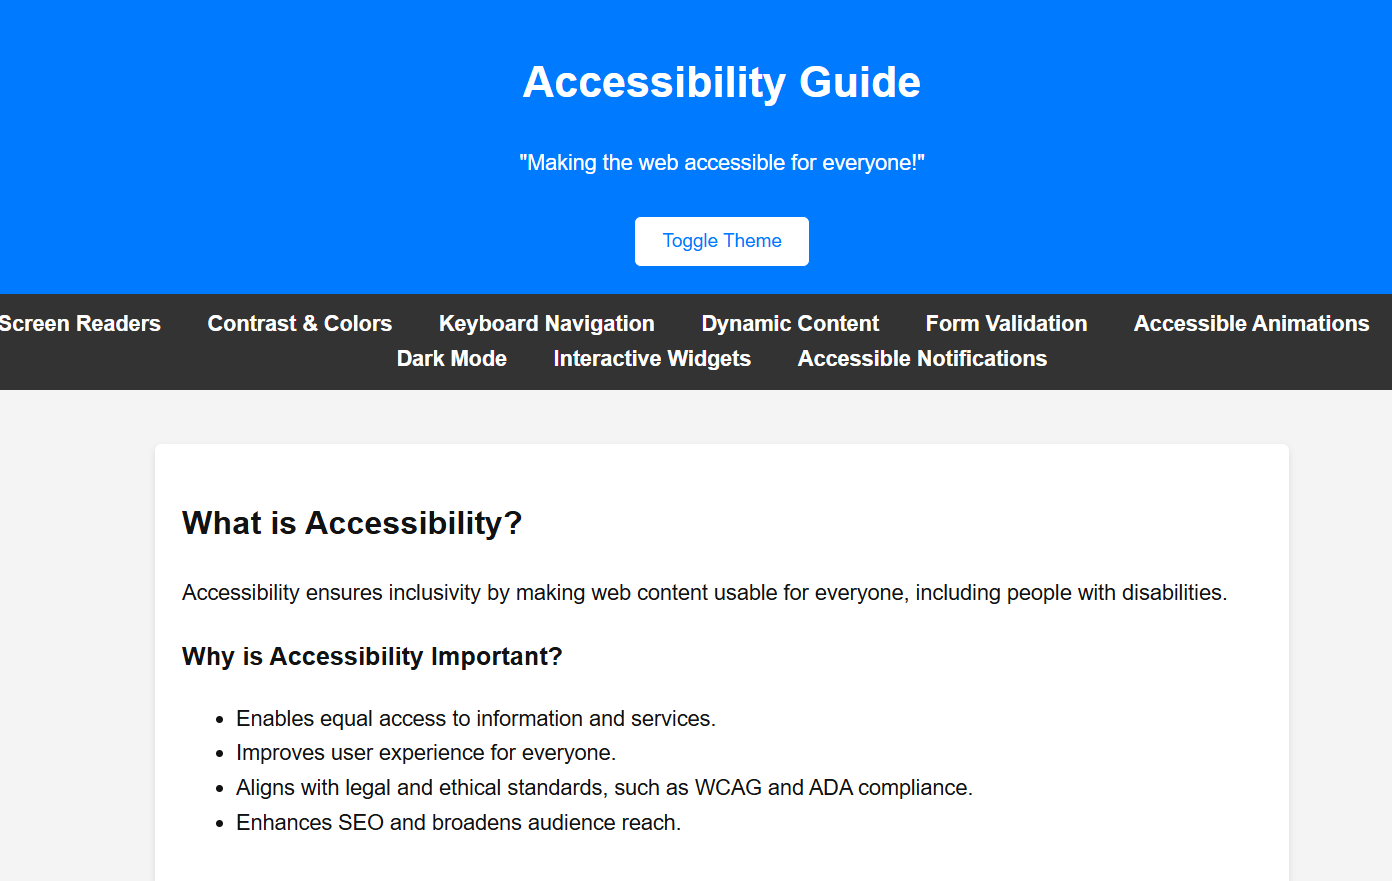 Accessibility Guide
"Making the web accessible for everyone!"
Toggle Theme
Screen Readers Contrast & Colors Keyboard Navigation Dynamic Content Form Validation Accessible Animations
Dark Mode Interactive Widgets Accessible Notifications
What is Accessibility?
Accessibility ensures inclusivity by making web content usable for everyone, including people with disabilities.
Why is Accessibility Important?
• Enables equal access to information and services.
• Improves user experience for everyone.
• Aligns with legal and ethical standards, such as WCAG and ADA compliance.
• Enhances SEO and broadens audience reach.